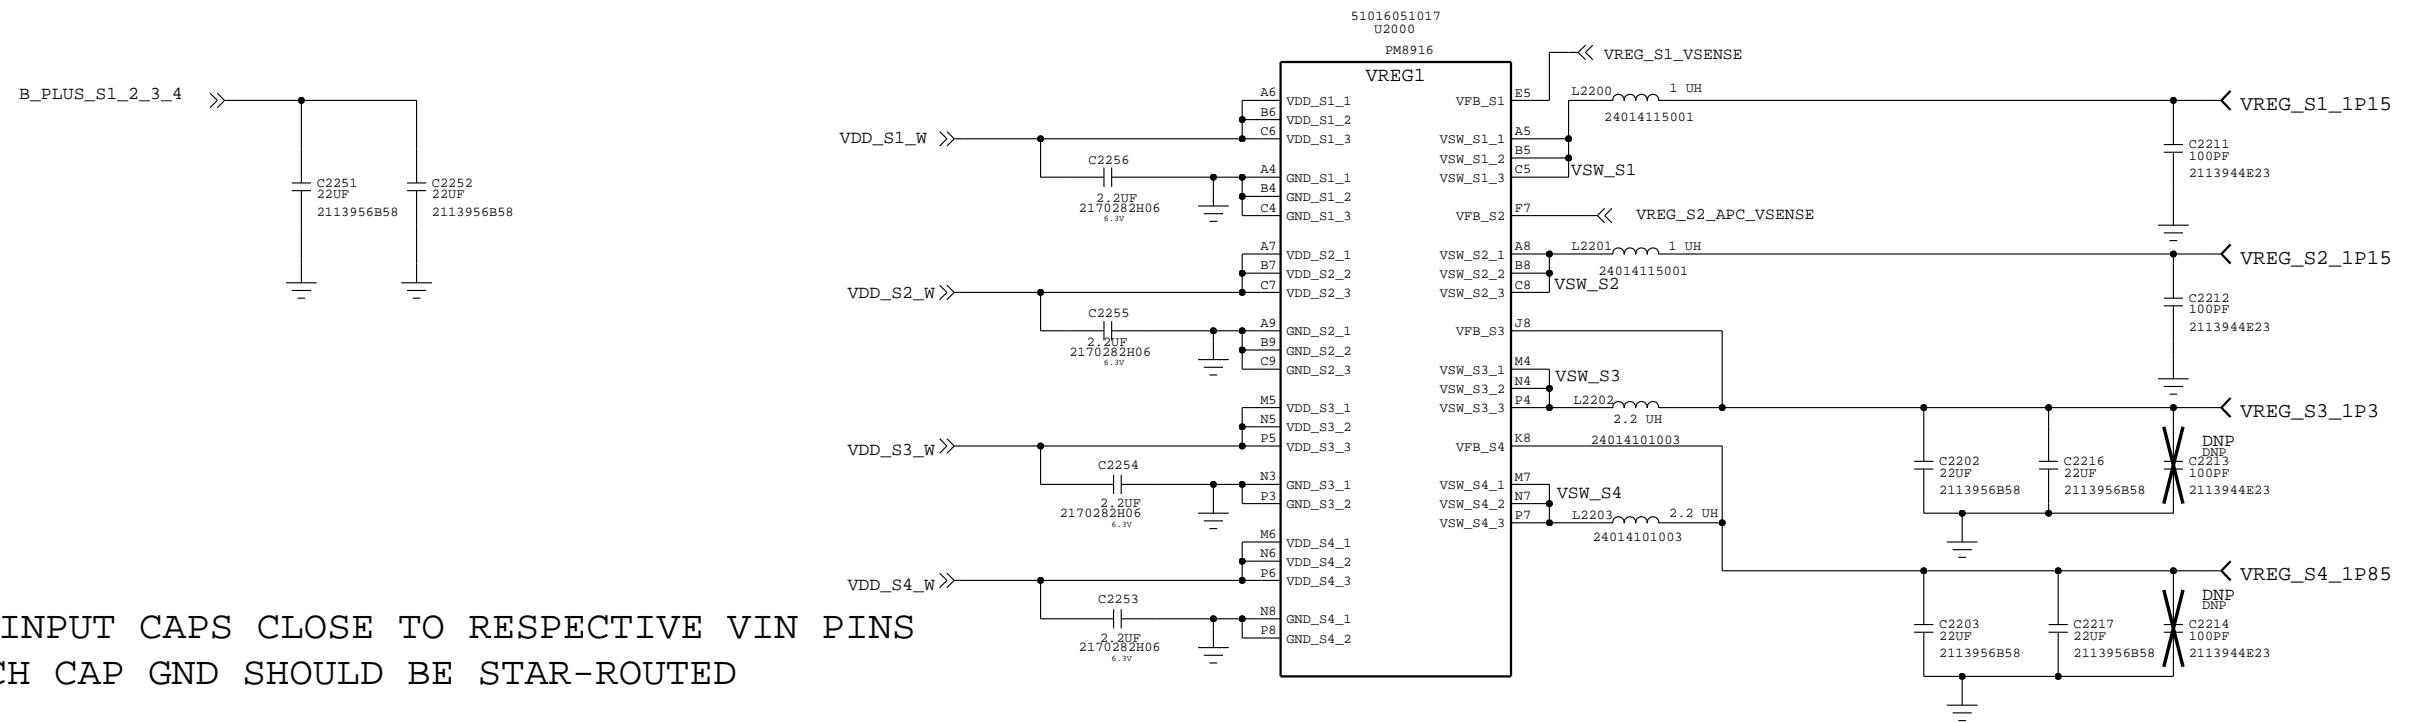 51016051017
U2000
PM8916
VREG1
B_PLUS_S1_2_3_4
C2251
22UF
2113956B58
C2252
22UF
2113956B58
VDD_S1_W
C2256
2.2UF
2170282H06
6.3V
VDD_S2_W
C2255
2.2UF
2170282H06
6.3V
VDD_S3_W
C2254
2.2UF
2170282H06
6.3V
VDD_S4_W
C2253
2.2UF
2170282H06
6.3V
A6 VDD_S1_1
B6 VDD_S1_2
C6 VDD_S1_3
A4 GND_S1_1
B4 GND_S1_2
C4 GND_S1_3
A7 VDD_S2_1
B7 VDD_S2_2
C7 VDD_S2_3
A9 GND_S2_1
B9 GND_S2_2
C9 GND_S2_3
M5 VDD_S3_1
N5 VDD_S3_2
P5 VDD_S3_3
N3 GND_S3_1
P3 GND_S3_2
M6 VDD_S4_1
N6 VDD_S4_2
P6 VDD_S4_3
N8 GND_S4_1
P8 GND_S4_2
VFB_S1 E5
VSW_S1_1 A5
VSW_S1_2 B5
VSW_S1_3 C5
VFB_S2 F7
VSW_S2_1 A8
VSW_S2_2 B8
VSW_S2_3 C8
VFB_S3 J8
VSW_S3_1 M4
VSW_S3_2 N4
VSW_S3_3 P4
VFB_S4 K8
VSW_S4_1 M7
VSW_S4_2 N7
VSW_S4_3 P7
VREG_S1_VSENSE
L2200 1 UH
24014115001
VSW_S1
VREG_S2_APC_VSENSE
L2201 1 UH
24014115001
VSW_S2
VSW_S3
L2202
2.2 UH
24014101003
VSW_S4
L2203 2.2 UH
24014101003
VREG_S1_1P15
C2211
100PF
2113944E23
VREG_S2_1P15
C2212
100PF
2113944E23
VREG_S3_1P3
C2202
22UF
2113956B58
C2216
22UF
2113956B58
DNP
DNP
C2213
100PF
2113944E23
VREG_S4_1P85
C2203
22UF
2113956B58
C2217
22UF
2113956B58
DNP
DNP
C2214
100PF
2113944E23
INPUT CAPS CLOSE TO RESPECTIVE VIN PINS
CH CAP GND SHOULD BE STAR-ROUTED